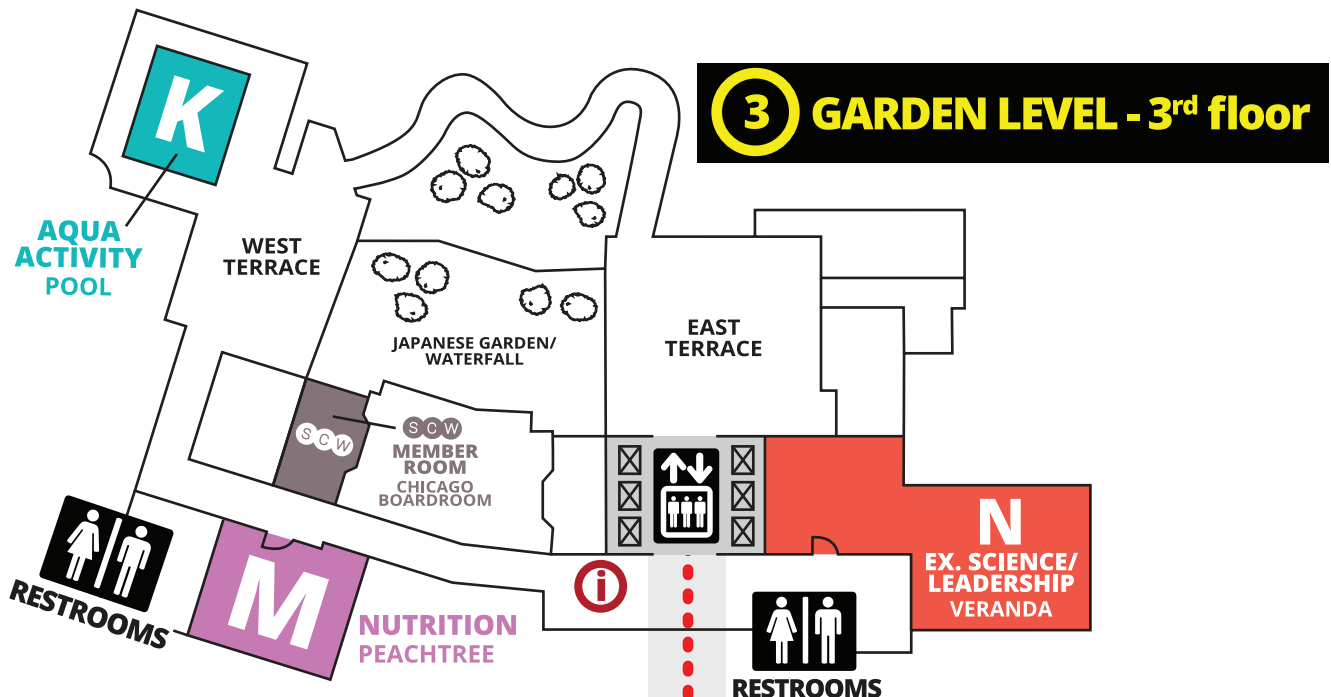 3 GARDEN LEVEL - 3rd floor
K
AQUA
ACTIVITY
POOL
WEST
TERRACE
JAPANESE GARDEN/
WATERFALL
EAST
TERRACE
SCW
SCW
MEMBER
ROOM
CHICAGO
BOARDROOM
N
EX. SCIENCE/
LEADERSHIP
VERANDA
RESTROOMS
M
NUTRITION
PEACHTREE
i
RESTROOMS